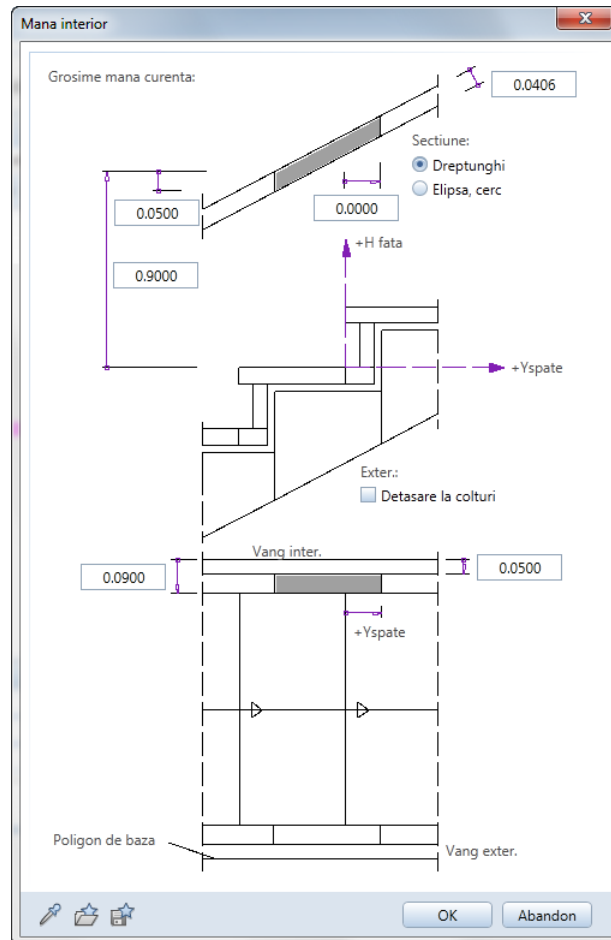 Mana interior
Grosime mana curenta:
0.0406
Sectiune:
Dreptunghi
Elipsa, cerc
0.0500
0.0000
+H fata
0.9000
+Yspate
Exter.:
Detasare la colturi
Vang inter.
0.0900
0.0500
+Yspate
Poligon de baza
Vang exter.
OK
Abandon